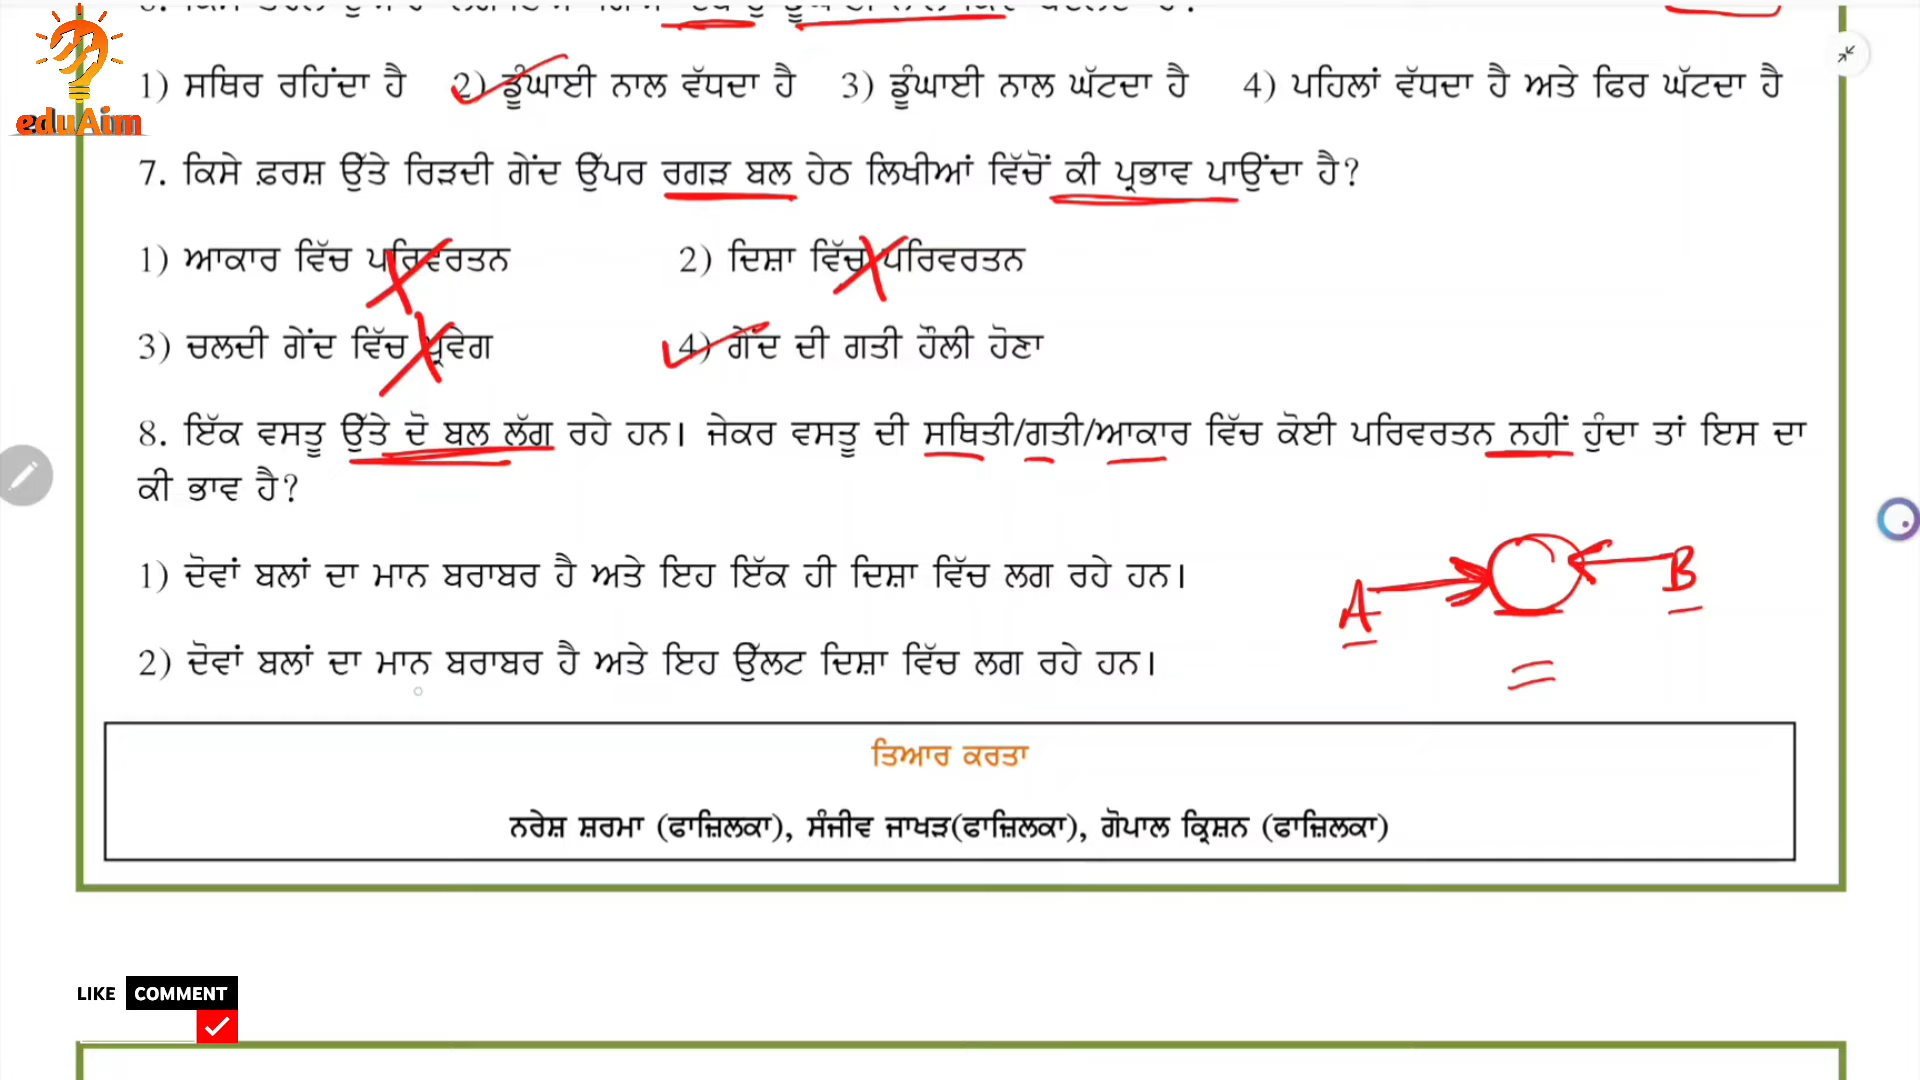 1) ਸਥਿਰ ਰਹਿੰਦਾ ਹੈ 2) ਡੂੰਘਾਈ ਨਾਲ ਵੱਧਦਾ ਹੈ 3) ਡੂੰਘਾਈ ਨਾਲ ਘੱਟਦਾ ਹੈ 4) ਪਹਿਲਾਂ ਵੱਧਦਾ ਹੈ ਅਤੇ ਫਿਰ ਘੱਟਦਾ ਹੈ
eduAim
7. ਕਿਸੇ ਫ਼ਰਸ਼ ਉੱਤੇ ਰਿੜਦੀ ਗੇਂਦ ਉੱਪਰ ਰਗੜ ਬਲ ਹੇਠ ਲਿਖੀਆਂ ਵਿੱਚੋਂ ਕੀ ਪ੍ਰਭਾਵ ਪਾਉਂਦਾ ਹੈ?
1) ਆਕਾਰ ਵਿੱਚ ਪਰਿਵਰਤਨ 2) ਦਿਸ਼ਾ ਵਿੱਚ ਪਰਿਵਰਤਨ
3) ਚਲਦੀ ਗੇਂਦ ਵਿੱਚ ਪ੍ਰਵੇਗ 4) ਗੇਂਦ ਦੀ ਗਤੀ ਹੌਲੀ ਹੋਣਾ
8. ਇੱਕ ਵਸਤੂ ਉੱਤੇ ਦੋ ਬਲ ਲੱਗ ਰਹੇ ਹਨ। ਜੇਕਰ ਵਸਤੂ ਦੀ ਸਥਿਤੀ/ਗਤੀ/ਆਕਾਰ ਵਿੱਚ ਕੋਈ ਪਰਿਵਰਤਨ ਨਹੀਂ ਹੁੰਦਾ ਤਾਂ ਇਸ ਦਾ
ਕੀ ਭਾਵ ਹੈ?
1) ਦੋਵਾਂ ਬਲਾਂ ਦਾ ਮਾਨ ਬਰਾਬਰ ਹੈ ਅਤੇ ਇਹ ਇੱਕ ਹੀ ਦਿਸ਼ਾ ਵਿੱਚ ਲਗ ਰਹੇ ਹਨ।
A B
=
2) ਦੋਵਾਂ ਬਲਾਂ ਦਾ ਮਾਨ ਬਰਾਬਰ ਹੈ ਅਤੇ ਇਹ ਉੱਲਟ ਦਿਸ਼ਾ ਵਿੱਚ ਲਗ ਰਹੇ ਹਨ।
ਤਿਆਰ ਕਰਤਾ
ਨਰੇਸ਼ ਸ਼ਰਮਾ (ਫਾਜ਼ਿਲਕਾ), ਸੰਜੀਵ ਜਾਖੜ(ਫਾਜ਼ਿਲਕਾ), ਗੋਪਾਲ ਕ੍ਰਿਸ਼ਨ (ਫਾਜ਼ਿਲਕਾ)
LIKE COMMENT